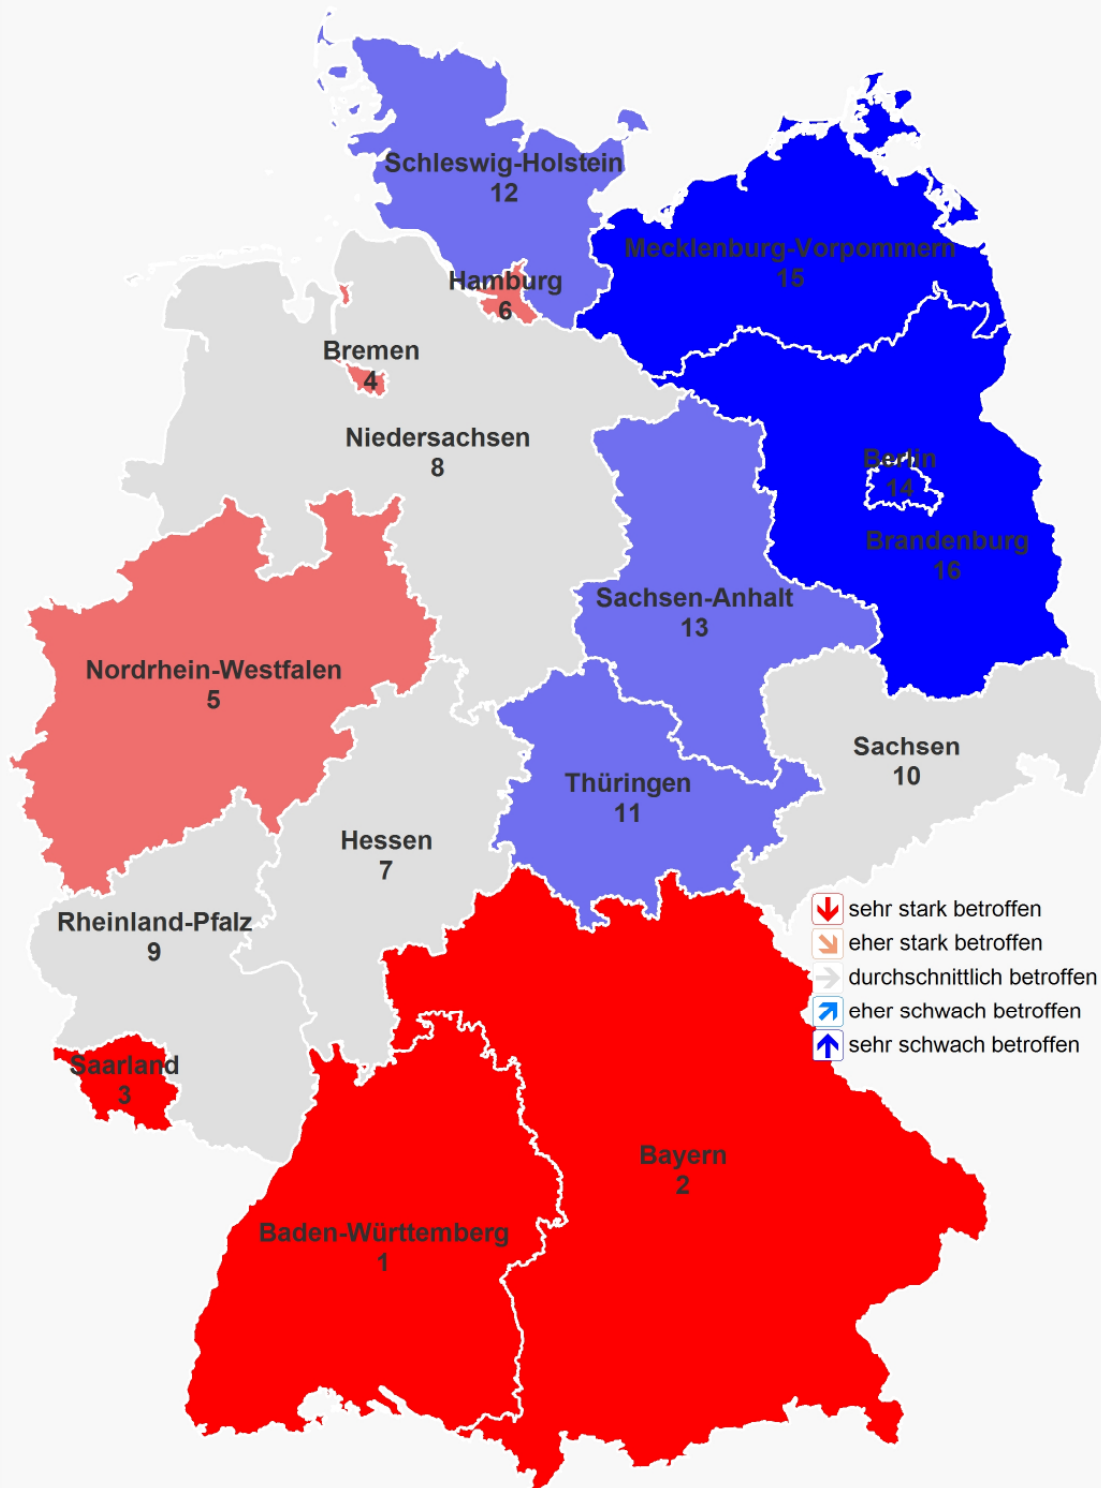 Schleswig-Holstein
12
Mecklenburg-Vorpommern
15
Hamburg
6
Bremen
4
Niedersachsen
8
Berlin
14
Brandenburg
16
Sachsen-Anhalt
13
Nordrhein-Westfalen
5
Sachsen
10
Thüringen
11
Hessen
7
Rheinland-Pfalz
9
sehr stark betroffen
eher stark betroffen
durchschnittlich betroffen
eher schwach betroffen
sehr schwach betroffen
Saarland
3
Bayern
2
Baden-Württemberg
1